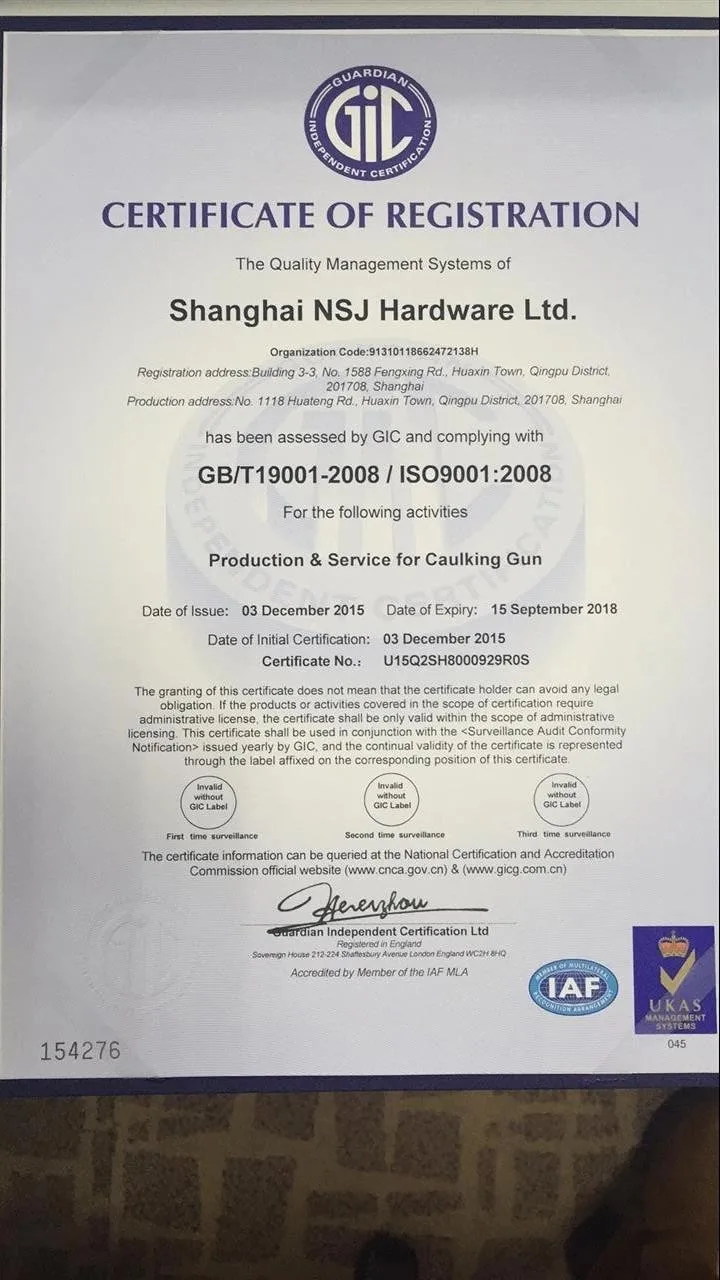 GUARDIAN
GiC
INDEPENDENT CERTIFICATION
CERTIFICATE OF REGISTRATION
The Quality Management Systems of
Shanghai NSJ Hardware Ltd.
Organization Code:91310118662472138H
Registration address:Building 3-3, No. 1588 Fengxing Rd., Huaxin Town, Qingpu District,
201708, Shanghai
Production address:No. 1118 Huateng Rd., Huaxin Town, Qingpu District, 201708, Shanghai
has been assessed by GIC and complying with
GB/T19001-2008 / ISO9001:2008
For the following activities
Production & Service for Caulking Gun
Date of Issue: 03 December 2015 Date of Expiry: 15 September 2018
Date of Initial Certification: 03 December 2015
Certificate No.: U15Q2SH8000929R0S
The granting of this certificate does not mean that the certificate holder can avoid any legal
obligation. If the products or activities covered in the scope of certification require
administrative license, the certificate shall be only valid within the scope of administrative
licensing. This certificate shall be used in conjunction with the <Surveillance Audit Conformity
Notification> issued yearly by GIC, and the continual validity of the certificate is represented
through the label affixed on the corresponding position of this certificate.
Invalid without GIC Label
Invalid without GIC Label
Invalid without GIC Label
First time surveillance
Second time surveillance
Third time surveillance
The certificate information can be queried at the National Certification and Accreditation
Commission official website (www.cnca.gov.cn) & (www.gicg.com.cn)
Guardian Independent Certification Ltd
Registered in England
Sovereign House 212-224 Shaftesbury Avenue London England WC2H 8HQ
Accredited by Member of the IAF MLA
MEMBER OF MULTILATERAL
IAF
RECOGNITION ARRANGEMENT
UKAS
MANAGEMENT
SYSTEMS
045
154276